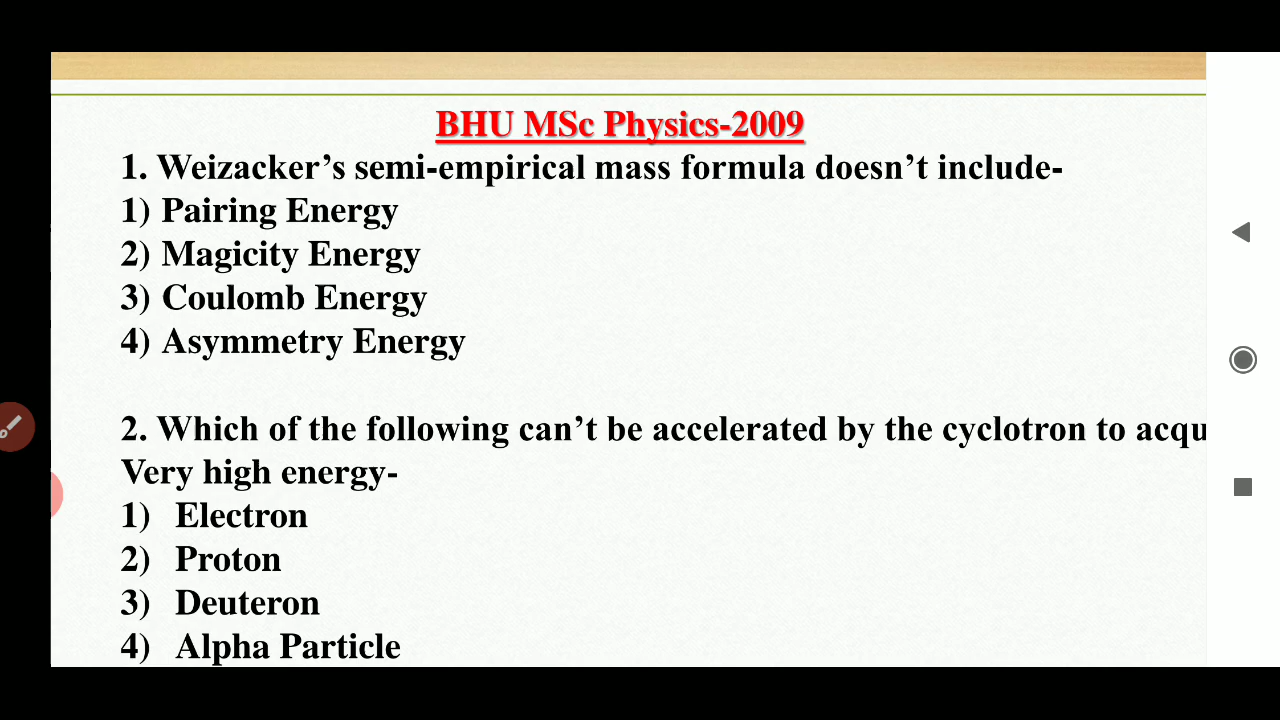 BHU MSc Physics-2009
1. Weizacker’s semi-empirical mass formula doesn’t include-
1) Pairing Energy
2) Magicity Energy
3) Coulomb Energy
4) Asymmetry Energy
2. Which of the following can’t be accelerated by the cyclotron to acqu
Very high energy-
1) Electron
2) Proton
3) Deuteron
4) Alpha Particle